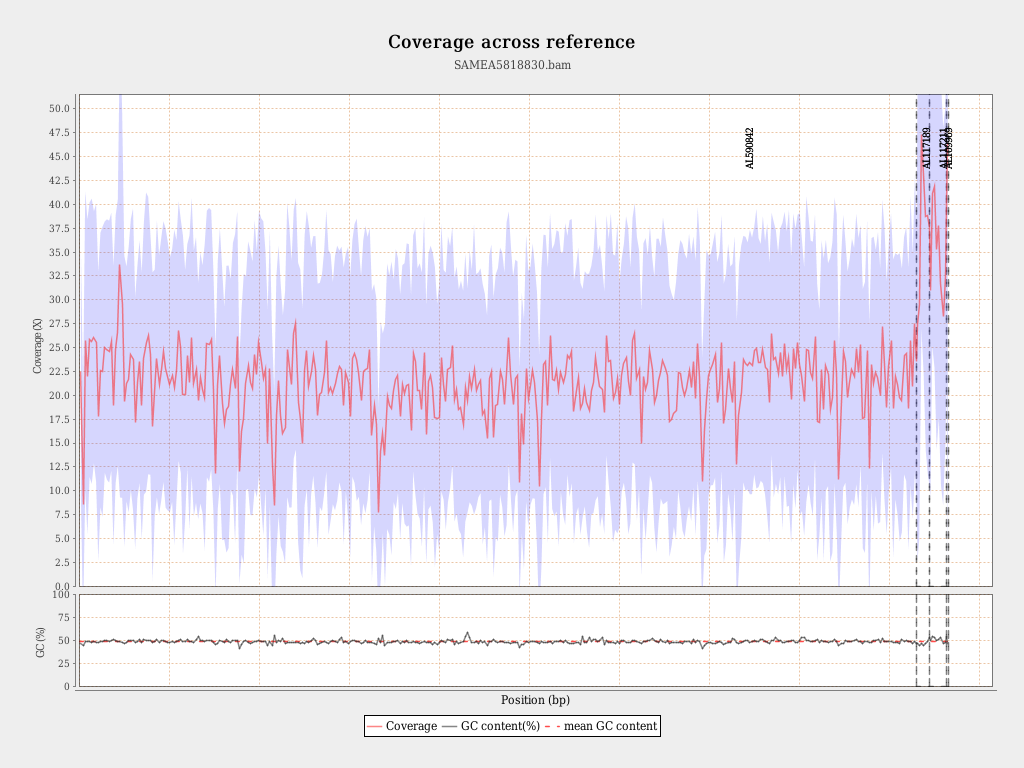 Coverage across reference
SAMEA5818830.bam
Coverage (X)
50.0
47.5
45.0
42.5
40.0
37.5
35.0
32.5
30.0
27.5
25.0
22.5
20.0
17.5
15.0
12.5
10.0
7.5
5.0
2.5
0.0
AL590842
AL117189
AL117211
GC (%)
100
75
50
25
0
Position (bp)
Coverage GC content(%) mean GC content